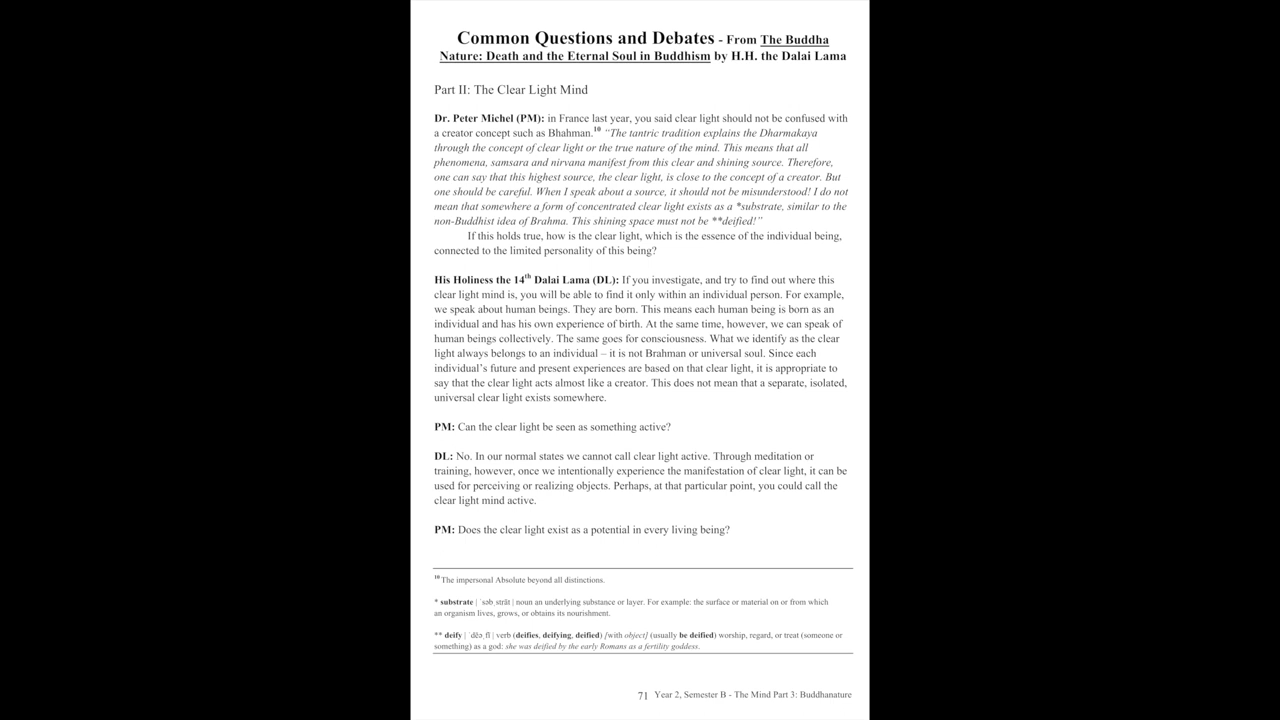 Common Questions and Debates - From The Buddha
Nature: Death and the Eternal Soul in Buddhism by H.H. the Dalai Lama
Part II: The Clear Light Mind
Dr. Peter Michel (PM): in France last year, you said clear light should not be confused with
a creator concept such as Bhahman.10 “The tantric tradition explains the Dharmakaya
through the concept of clear light or the true nature of the mind. This means that all
phenomena, samsara and nirvana manifest from this clear and shining source. Therefore,
one can say that this highest source, the clear light, is close to the concept of a creator. But
one should be careful. When I speak about a source, it should not be misunderstood! I do not
mean that somewhere a form of concentrated clear light exists as a *substrate, similar to the
non-Buddhist idea of Brahma. This shining space must not be **deified!”
If this holds true, how is the clear light, which is the essence of the individual being,
connected to the limited personality of this being?
His Holiness the 14th Dalai Lama (DL): If you investigate, and try to find out where this
clear light mind is, you will be able to find it only within an individual person. For example,
we speak about human beings. They are born. This means each human being is born as an
individual and has his own experience of birth. At the same time, however, we can speak of
human beings collectively. The same goes for consciousness. What we identify as the clear
light always belongs to an individual – it is not Brahman or universal soul. Since each
individual’s future and present experiences are based on that clear light, it is appropriate to
say that the clear light acts almost like a creator. This does not mean that a separate, isolated,
universal clear light exists somewhere.
PM: Can the clear light be seen as something active?
DL: No. In our normal states we cannot call clear light active. Through meditation or
training, however, once we intentionally experience the manifestation of clear light, it can be
used for perceiving or realizing objects. Perhaps, at that particular point, you could call the
clear light mind active.
PM: Does the clear light exist as a potential in every living being?
10 The impersonal Absolute beyond all distinctions.
* substrate | ˈsəbˌstrāt | noun an underlying substance or layer. For example: the surface or material on or from which
an organism lives, grows, or obtains its nourishment.
** deify | ˈdēəˌfī | verb (deifies, deifying, deified) [with object] (usually be deified) worship, regard, or treat (someone or
something) as a god: she was deified by the early Romans as a fertility goddess.
71 Year 2, Semester B - The Mind Part 3: Buddhanature